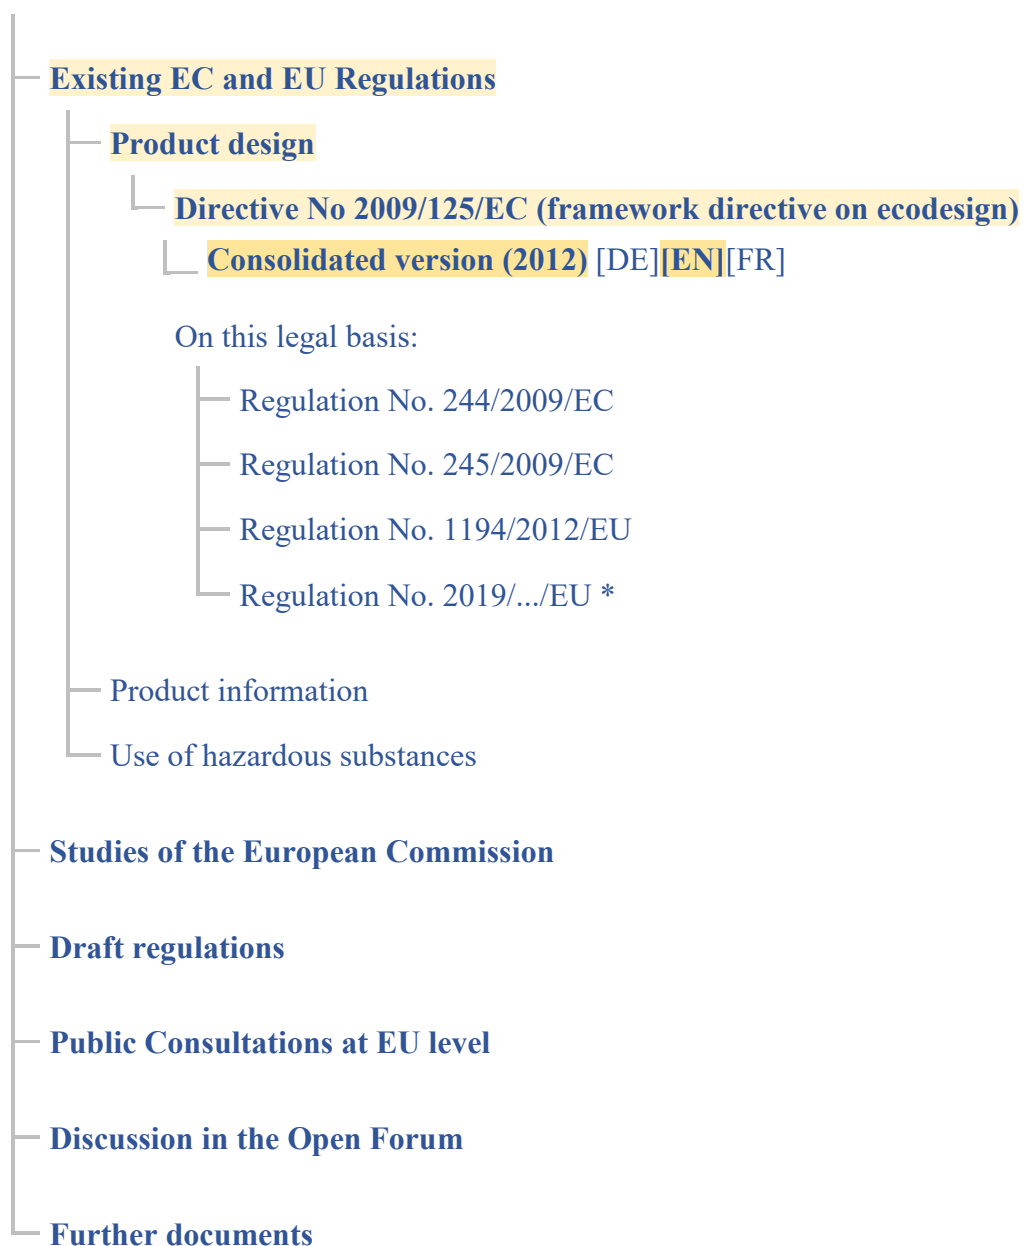 Existing EC and EU Regulations
Product design
Directive No 2009/125/EC (framework directive on ecodesign)
Consolidated version (2012) [DE][EN][FR]
On this legal basis:
Regulation No. 244/2009/EC
Regulation No. 245/2009/EC
Regulation No. 1194/2012/EU
Regulation No. 2019/.../EU *
Product information
Use of hazardous substances
Studies of the European Commission
Draft regulations
Public Consultations at EU level
Discussion in the Open Forum
Further documents